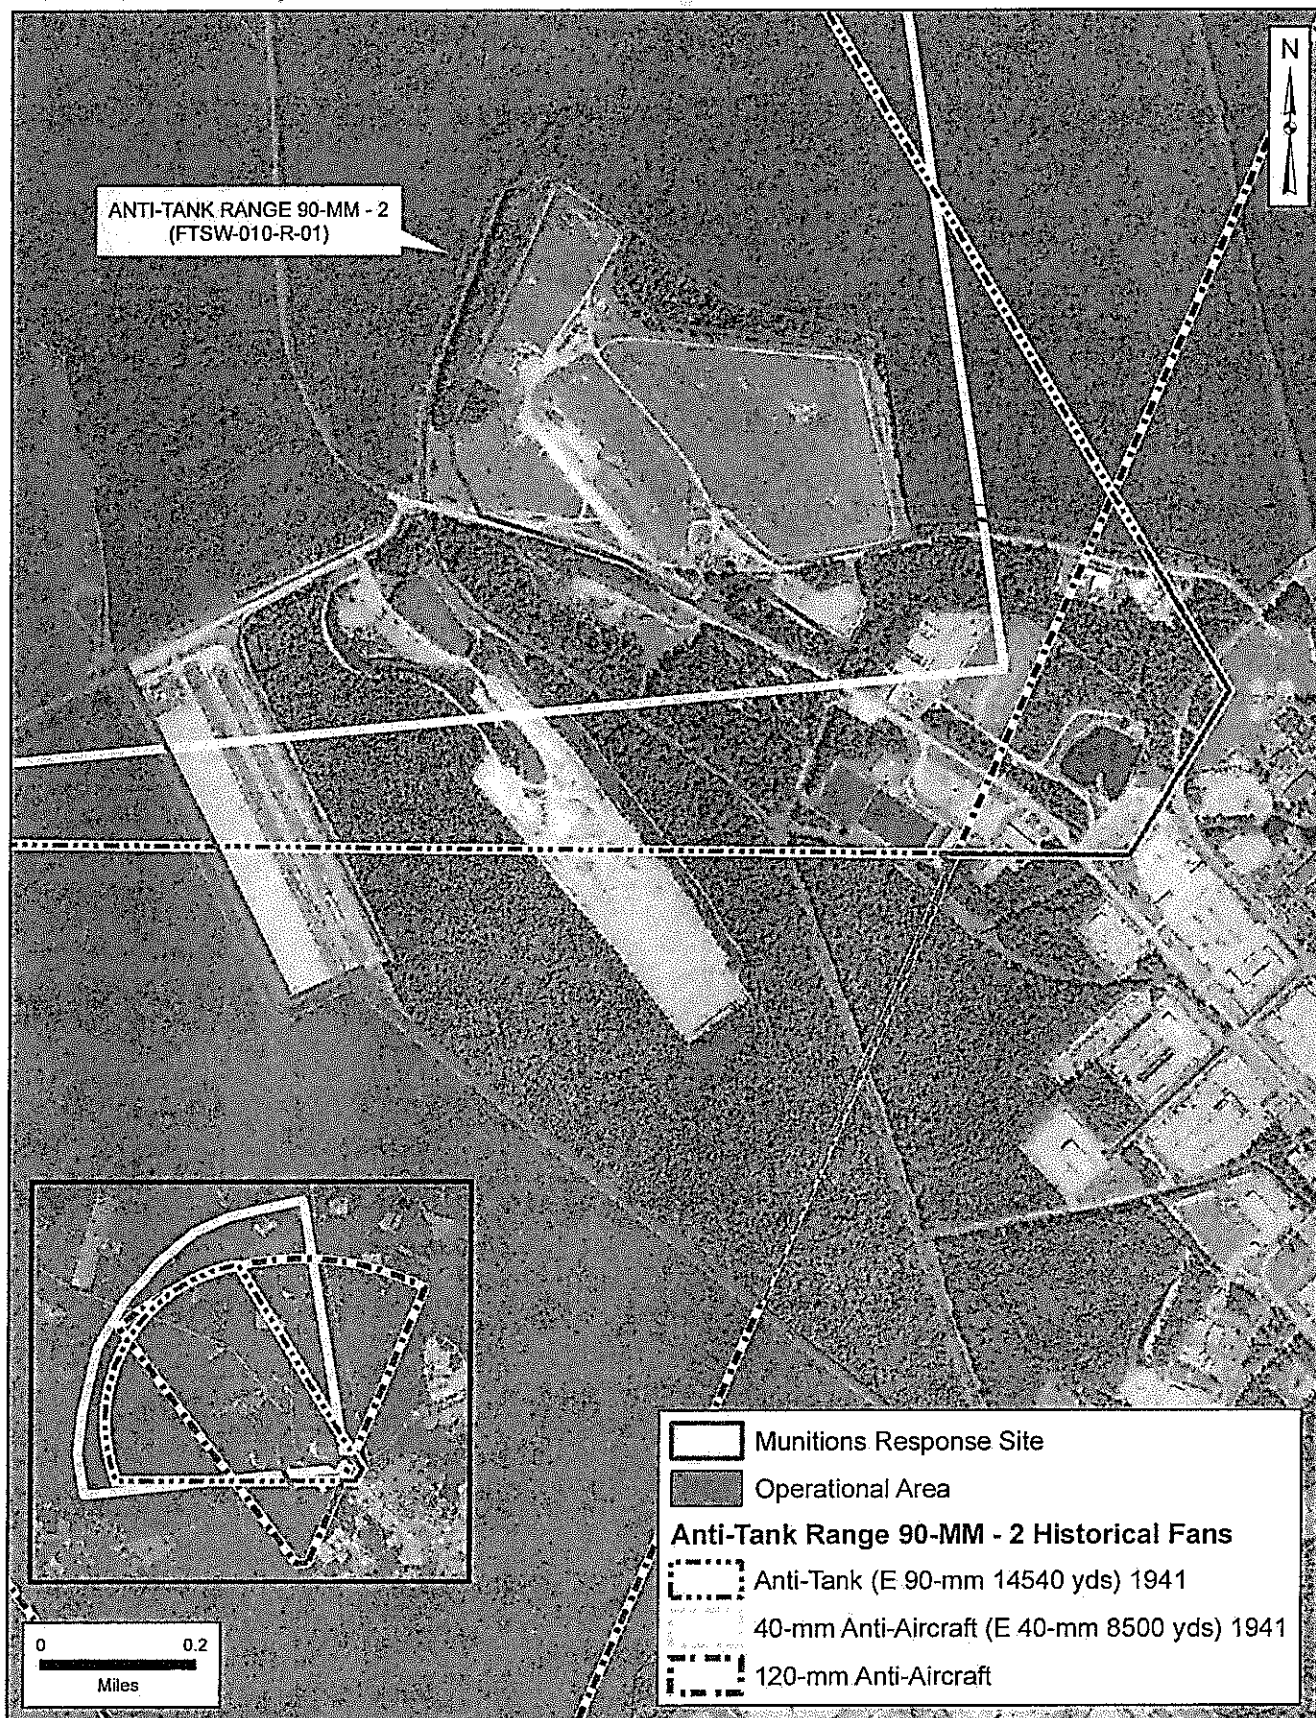 N
ANTI-TANK RANGE 90-MM - 2
(FTSW-010-R-01)
Munitions Response Site
Operational Area
Anti-Tank Range 90-MM - 2 Historical Fans
Anti-Tank (E 90-mm 14540 yds) 1941
40-mm Anti-Aircraft (E 40-mm 8500 yds) 1941
120-mm Anti-Aircraft
0 0.2
Miles